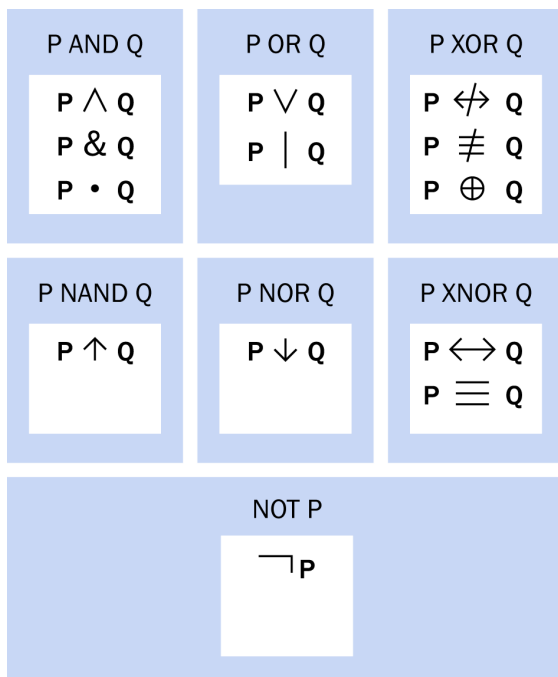 P AND Q
P ∧ Q
P & Q
P • Q
P OR Q
P ∨ Q
P | Q
P XOR Q
P ↮ Q
P ≢ Q
P ⊕ Q
P NAND Q
P ↑ Q
P NOR Q
P ↓ Q
P XNOR Q
P ↔ Q
P ≡ Q
NOT P
¬P